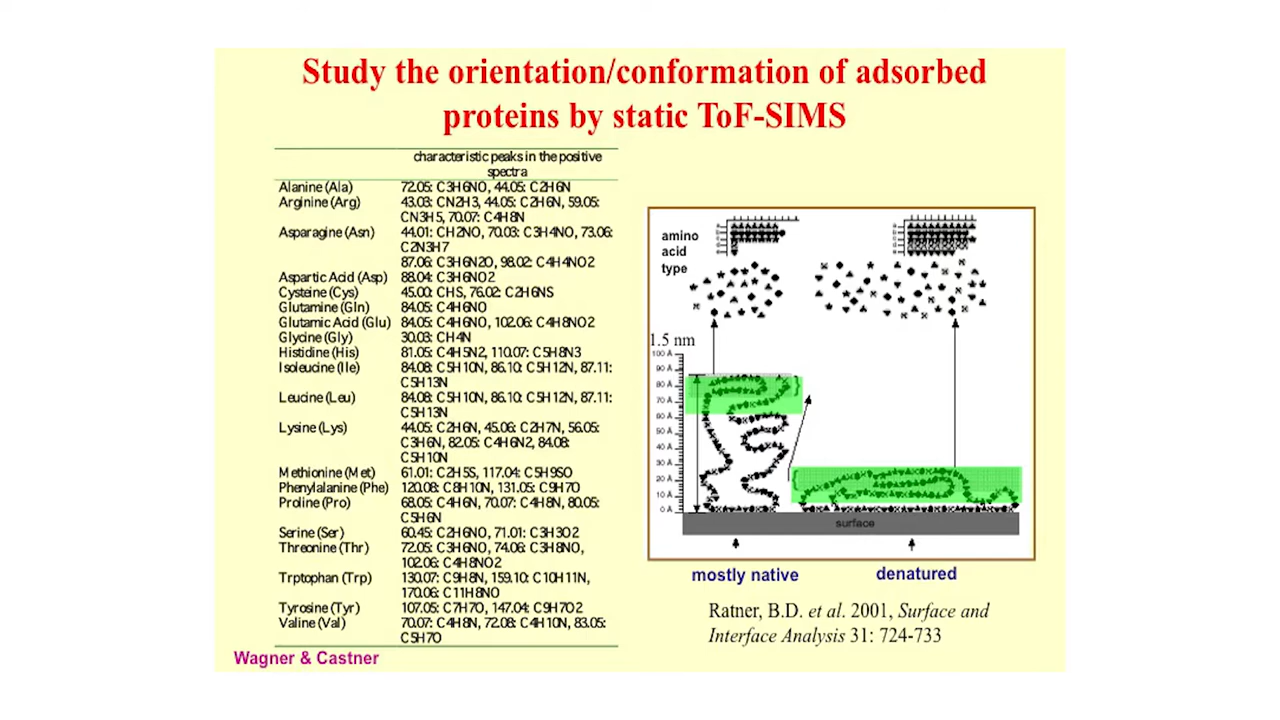 Study the orientation/conformation of adsorbed
proteins by static ToF-SIMS
characteristic peaks in the positive
spectra
Alanine (Ala) 72.05: C3H6NO, 44.05: C2H6N
Arginine (Arg) 43.03: CN2H3, 44.05: C2H6N, 59.05:
CN3H5, 70.07: C4H8N
Asparagine (Asn) 44.01: CH2NO, 70.03: C3H4NO, 73.06:
C2N3H7
87.06: C3H6N2O, 98.02: C4H4NO2
Aspartic Acid (Asp) 88.04: C3H6NO2
Cysteine (Cys) 45.00: CHS, 76.02: C2H6NS
Glutamine (Gln) 84.05: C4H6NO
Glutamic Acid (Glu) 84.05: C4H6NO, 102.06: C4H8NO2
Glycine (Gly) 30.03: CH4N
Histidine (His) 81.05: C4H5N2, 110.07: C5H8N3
Isoleucine (Ile) 84.08: C5H10N, 86.10: C5H12N, 87.11:
C5H13N
Leucine (Leu) 84.08: C5H10N, 86.10: C5H12N, 87.11:
C5H13N
Lysine (Lys) 44.05: C2H6N, 45.06: C2H7N, 56.05:
C3H6N, 82.05: C4H6N2, 84.08:
C5H10N
Methionine (Met) 61.01: C2H5S, 117.04: C5H9SO
Phenylalanine (Phe) 120.08: C8H10N, 131.05: C9H7O
Proline (Pro) 68.05: C4H6N, 70.07: C4H8N, 80.05:
C5H6N
Serine (Ser) 60.45: C2H6NO, 71.01: C3H3O2
Threonine (Thr) 72.05: C3H6NO, 74.06: C3H8NO,
102.06: C4H8NO2
Trptophan (Trp) 130.07: C9H8N, 159.10: C10H11N,
170.06: C11H8NO
Tyrosine (Tyr) 107.05: C7H7O, 147.04: C9H7O2
Valine (Val) 70.07: C4H8N, 72.08: C4H10N, 83.05:
C5H7O
Wagner & Castner
amino
acid
type
1.5 nm
100 Å
90 Å
80 Å
70 Å
60 Å
50 Å
40 Å
30 Å
20 Å
10 Å
0 Å
surface
mostly native
denatured
Ratner, B.D. et al. 2001, Surface and
Interface Analysis 31: 724-733